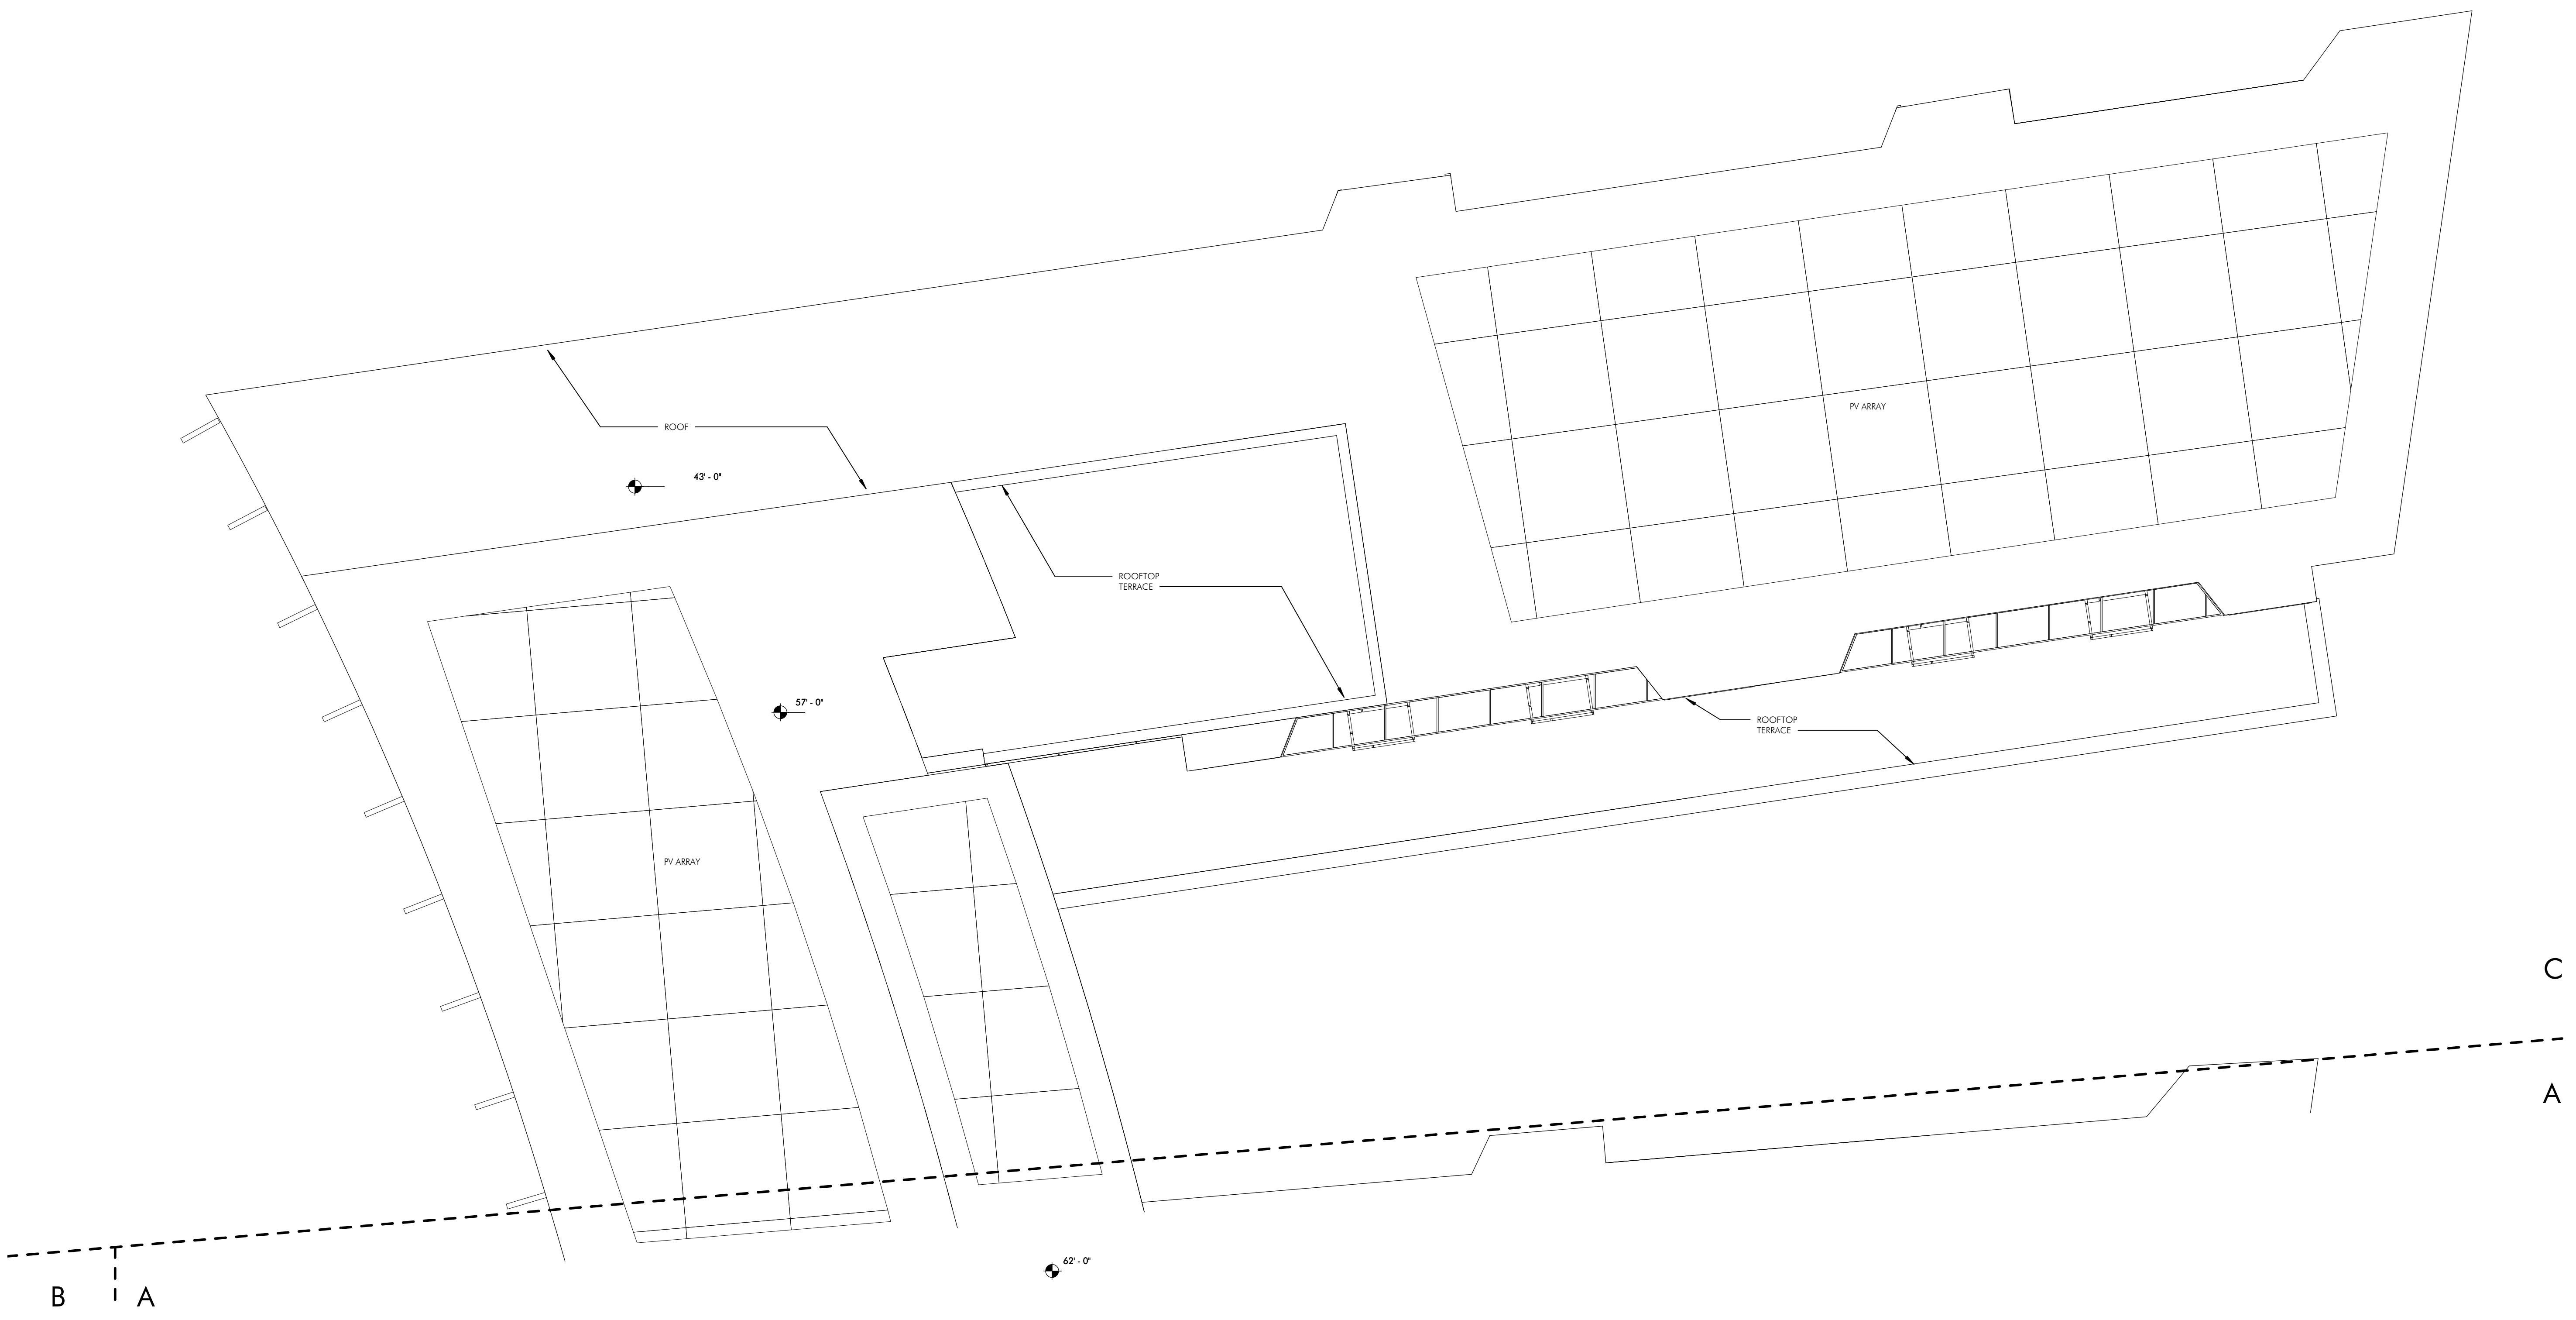 PV ARRAY
ROOF
43' - 0"
ROOFTOP
TERRACE
57' - 0"
ROOFTOP
TERRACE
PV ARRAY
C
A
62' - 0"
B
A